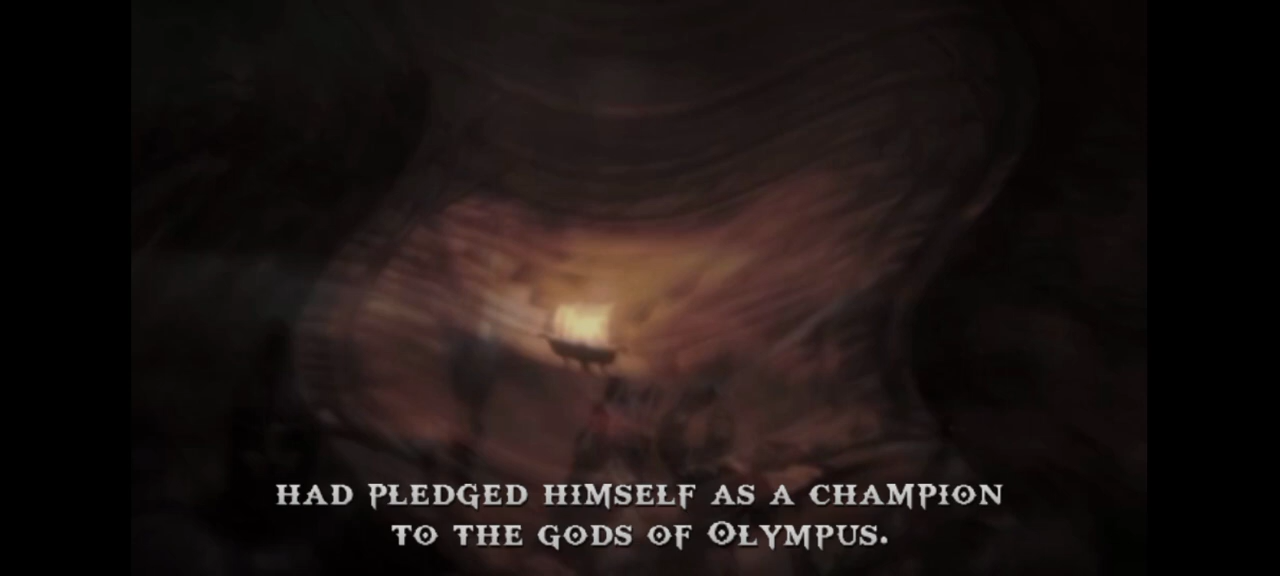 HAD PLEDGED HIMSELF AS A CHAMPION
TO THE GODS OF OLYMPUS.